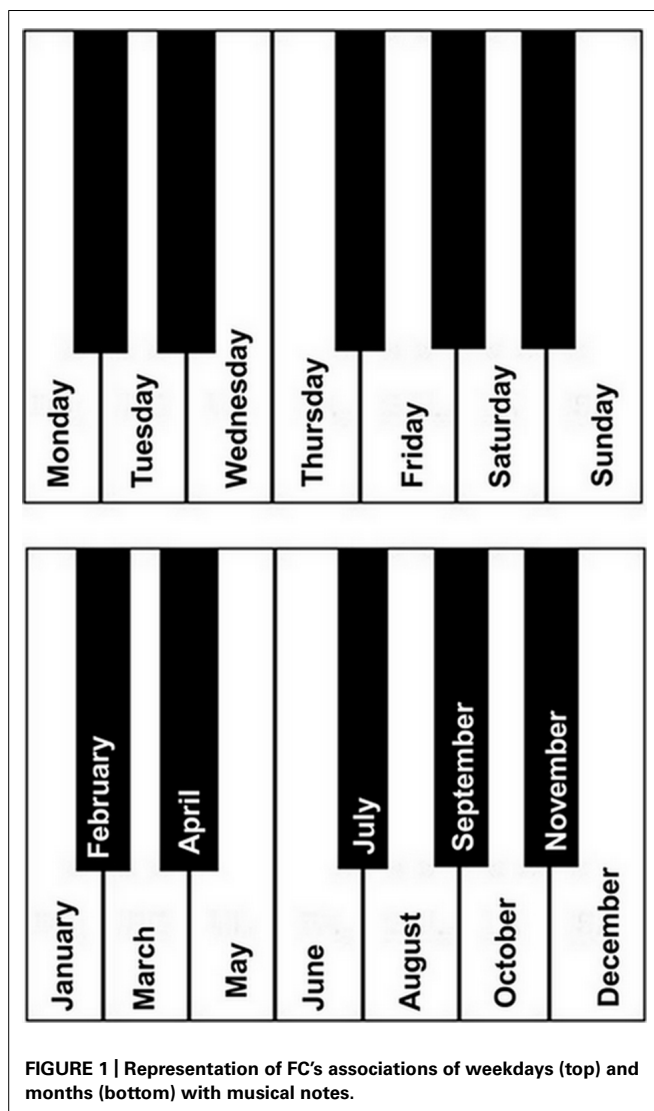 Monday
Tuesday
Wednesday
Thursday
Friday
Saturday
Sunday
January
February
March
April
May
June
July
August
September
October
November
December
FIGURE 1 | Representation of FC's associations of weekdays (top) and
months (bottom) with musical notes.